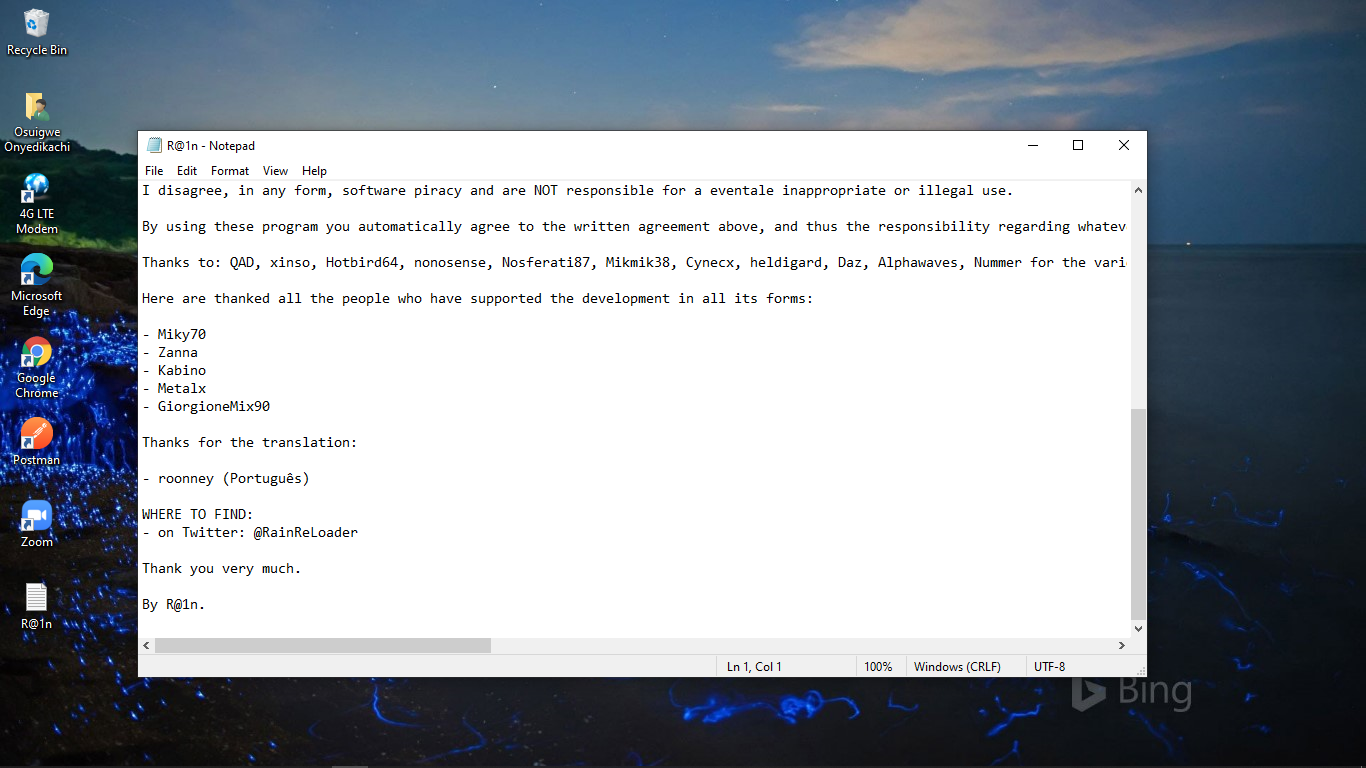 Recycle Bin
Osuigwe
Onyedikachi
4G LTE
Modem
Microsoft
Edge
Google
Chrome
Postman
Zoom
R@1n
R@1n - Notepad
File Edit Format View Help
I disagree, in any form, software piracy and are NOT responsible for a eventale inappropriate or illegal use.
By using these program you automatically agree to the written agreement above, and thus the responsibility regarding whatev
Thanks to: QAD, xinso, Hotbird64, nonosense, Nosferati87, Mikmik38, Cynecx, heldigard, Daz, Alphawaves, Nummer for the vari
Here are thanked all the people who have supported the development in all its forms:
- Miky70
- Zanna
- Kabino
- Metalx
- GiorgioneMix90
Thanks for the translation:
- roonney (Português)
WHERE TO FIND:
- on Twitter: @RainReLoader
Thank you very much.
By R@1n.
Ln 1, Col 1 100% Windows (CRLF) UTF-8
Bing